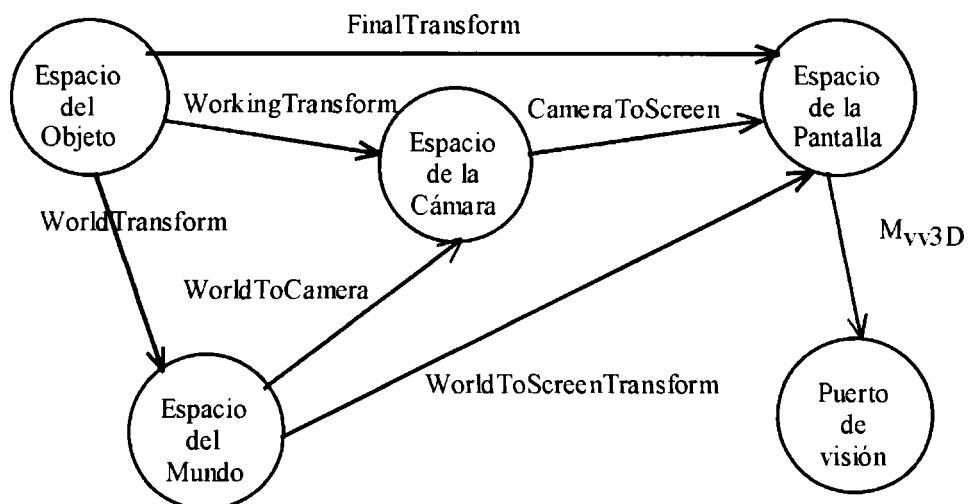 FinalTransform
Espacio
del
Objeto
WorkingTransform
Espacio
de la
Cámara
CameraToScreen
Espacio
de la
Pantalla
WorldTransform
WorldToCamera
M_vv3D
WorldToScreenTransform
Espacio
del
Mundo
Puerto
de
visión